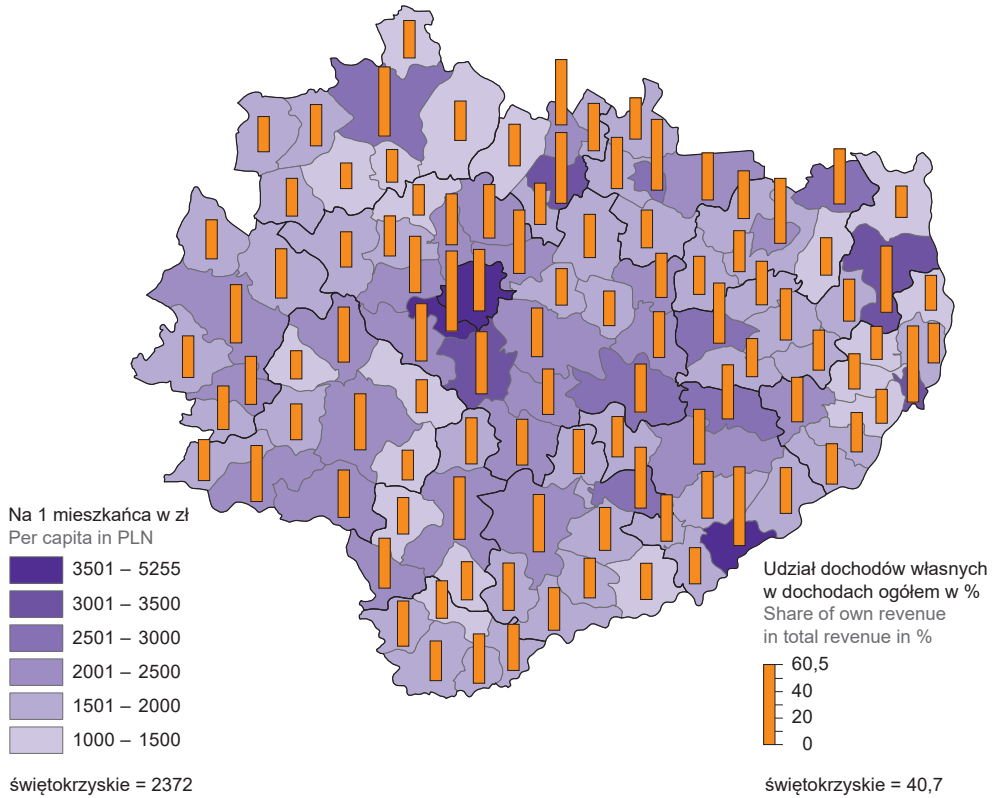 Na 1 mieszkańca w zł
Per capita in PLN
3501 – 5255
3001 – 3500
2501 – 3000
2001 – 2500
1501 – 2000
1000 – 1500
świętokrzyskie = 2372
Udział dochodów własnych
w dochodach ogółem w %
Share of own revenue
in total revenue in %
60,5
40
20
0
świętokrzyskie = 40,7